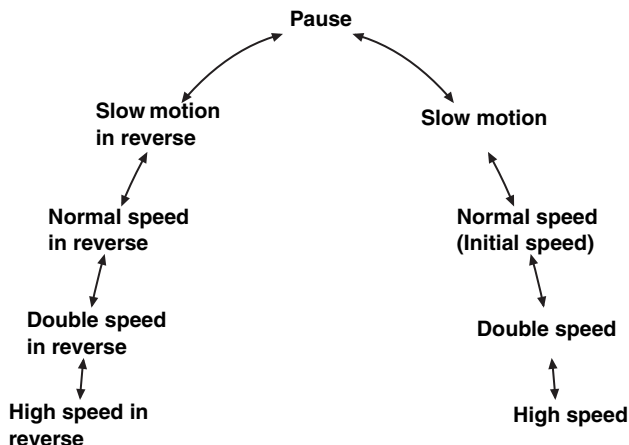 Pause
Slow motion
in reverse
Slow motion
Normal speed
in reverse
Normal speed
(Initial speed)
Double speed
in reverse
Double speed
High speed in
reverse
High speed